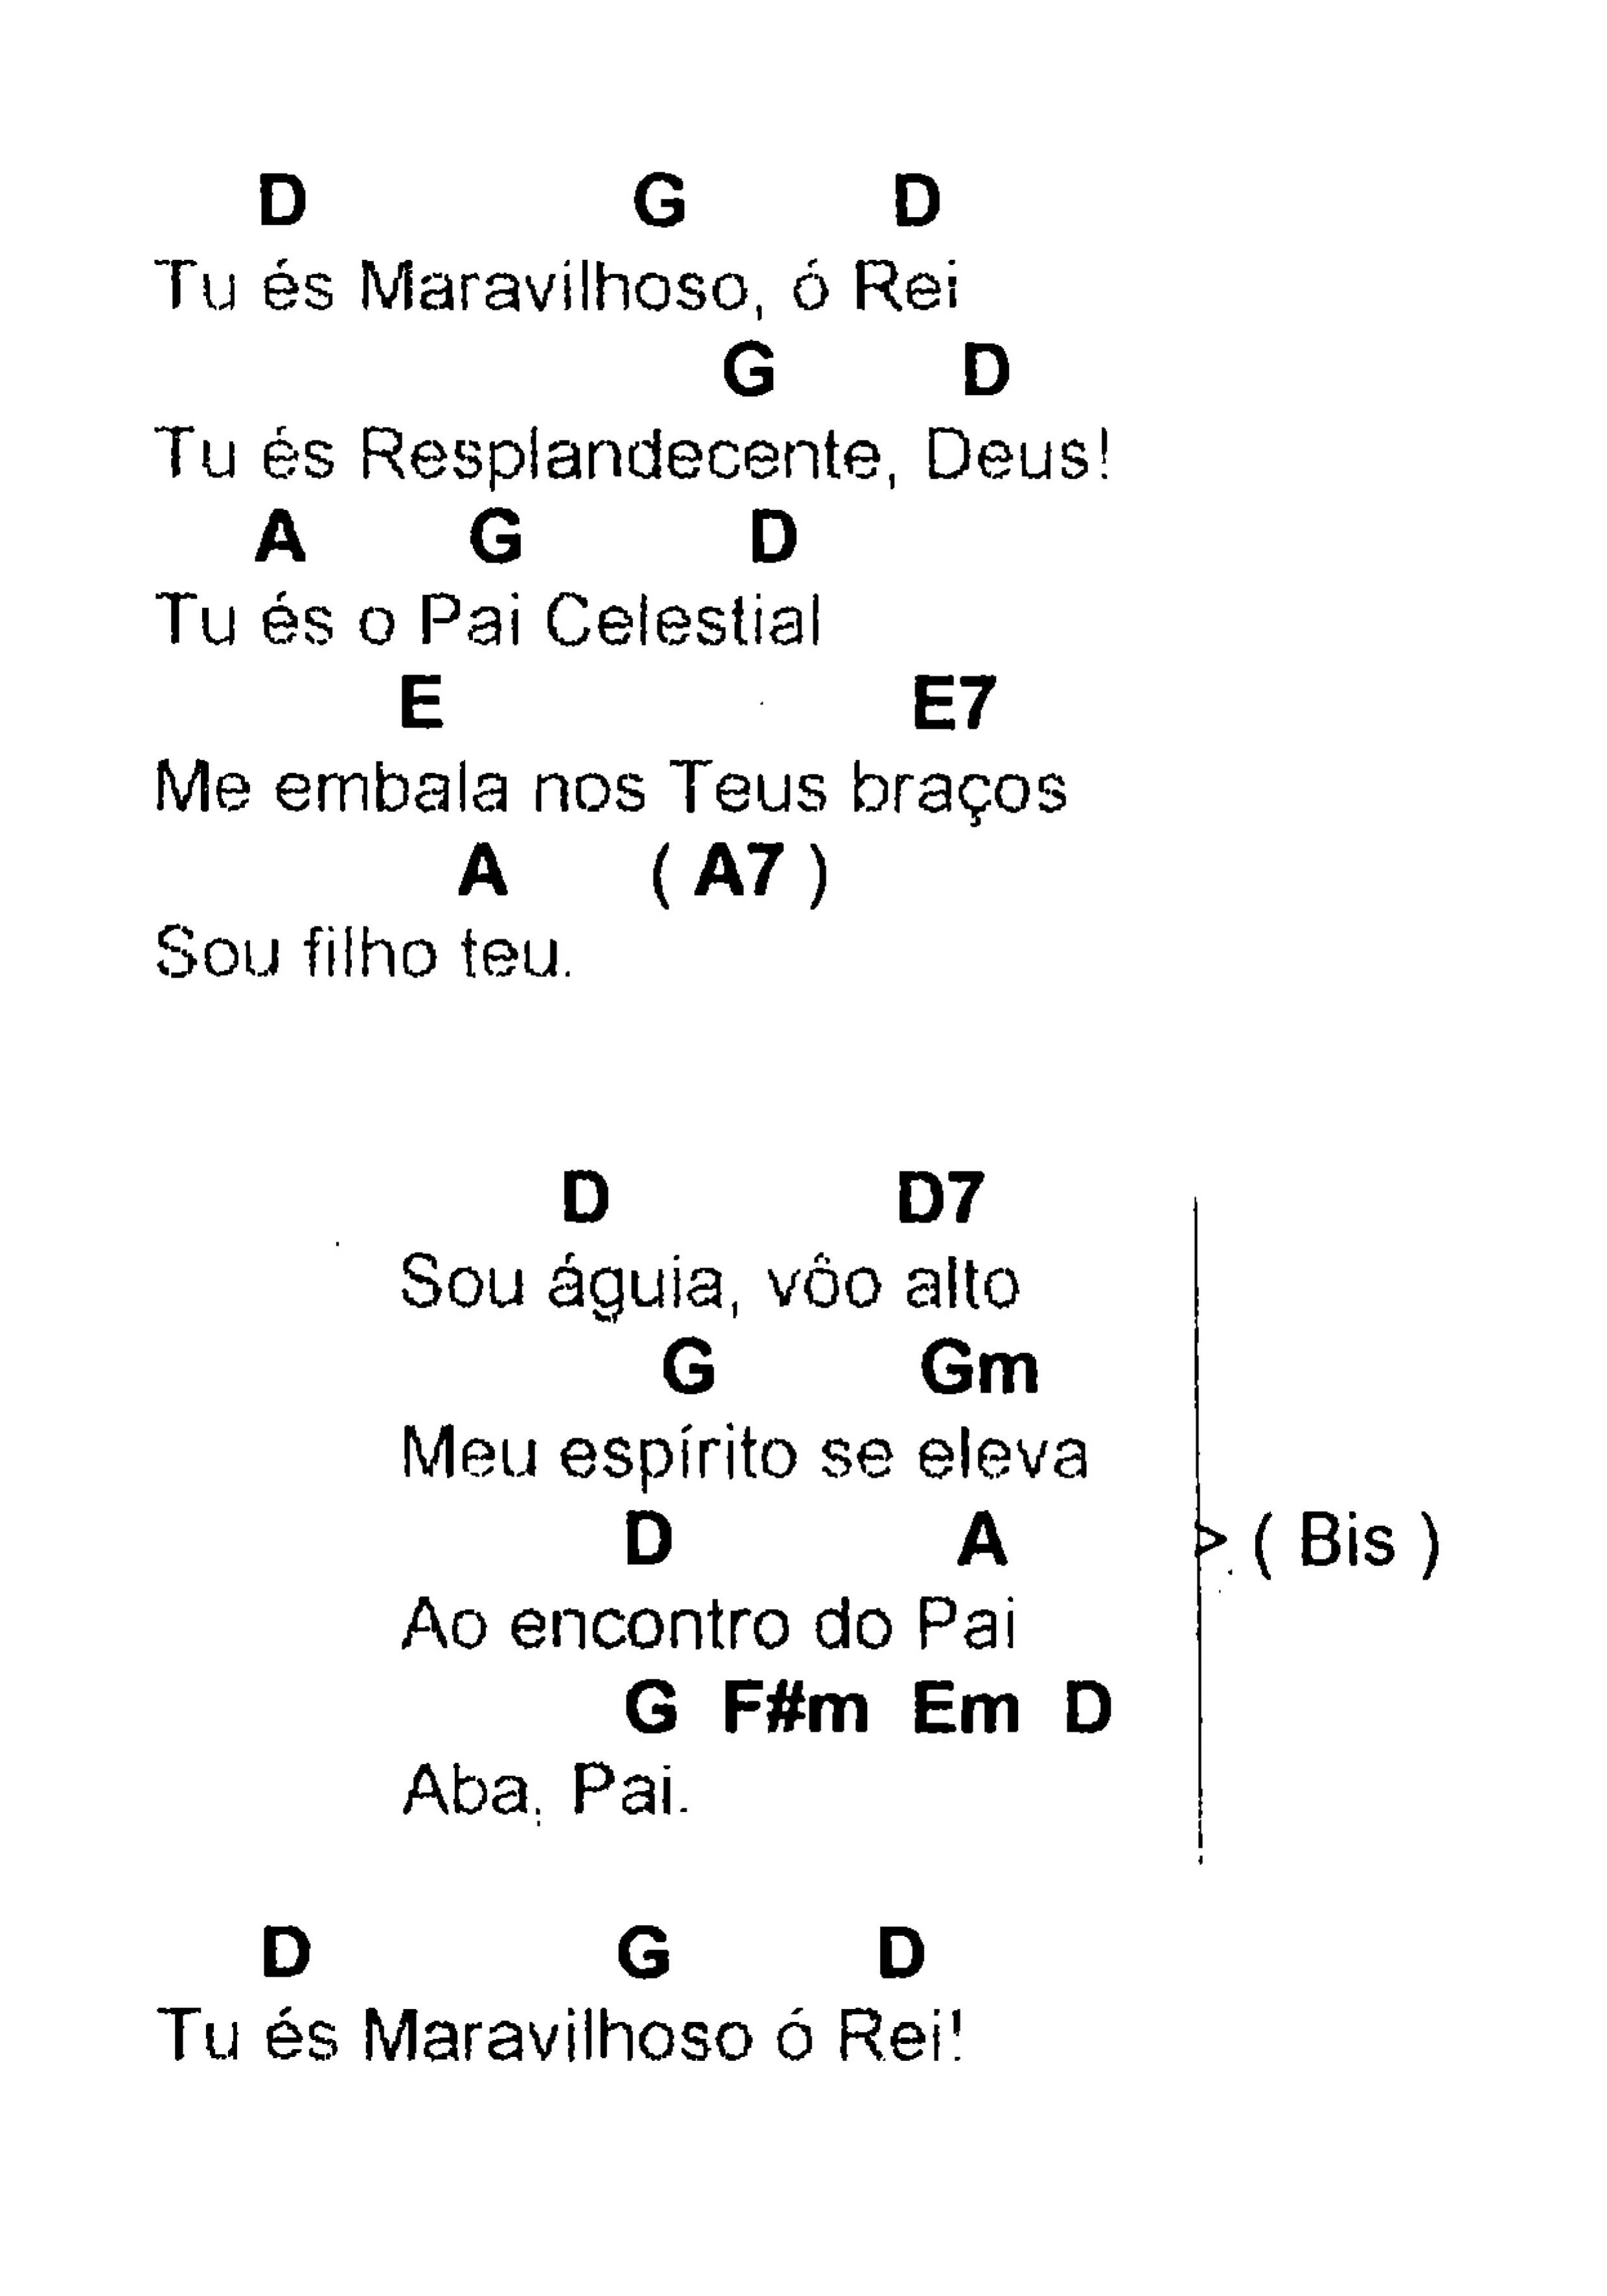 D G D
Tu és Maravilhoso, ó Rei
G D
Tu és Resplandecente, Deus!
A G D
Tu és o Pai Celestial
E E7
Me embala nos Teus braços
A ( A7 )
Sou filho teu.
D D7
Sou águia, vôo alto
G Gm
Meu espírito se eleva
D A > ( Bis )
Ao encontro do Pai
G F#m Em D
Aba, Pai.
D G D
Tu és Maravilhoso ó Rei!